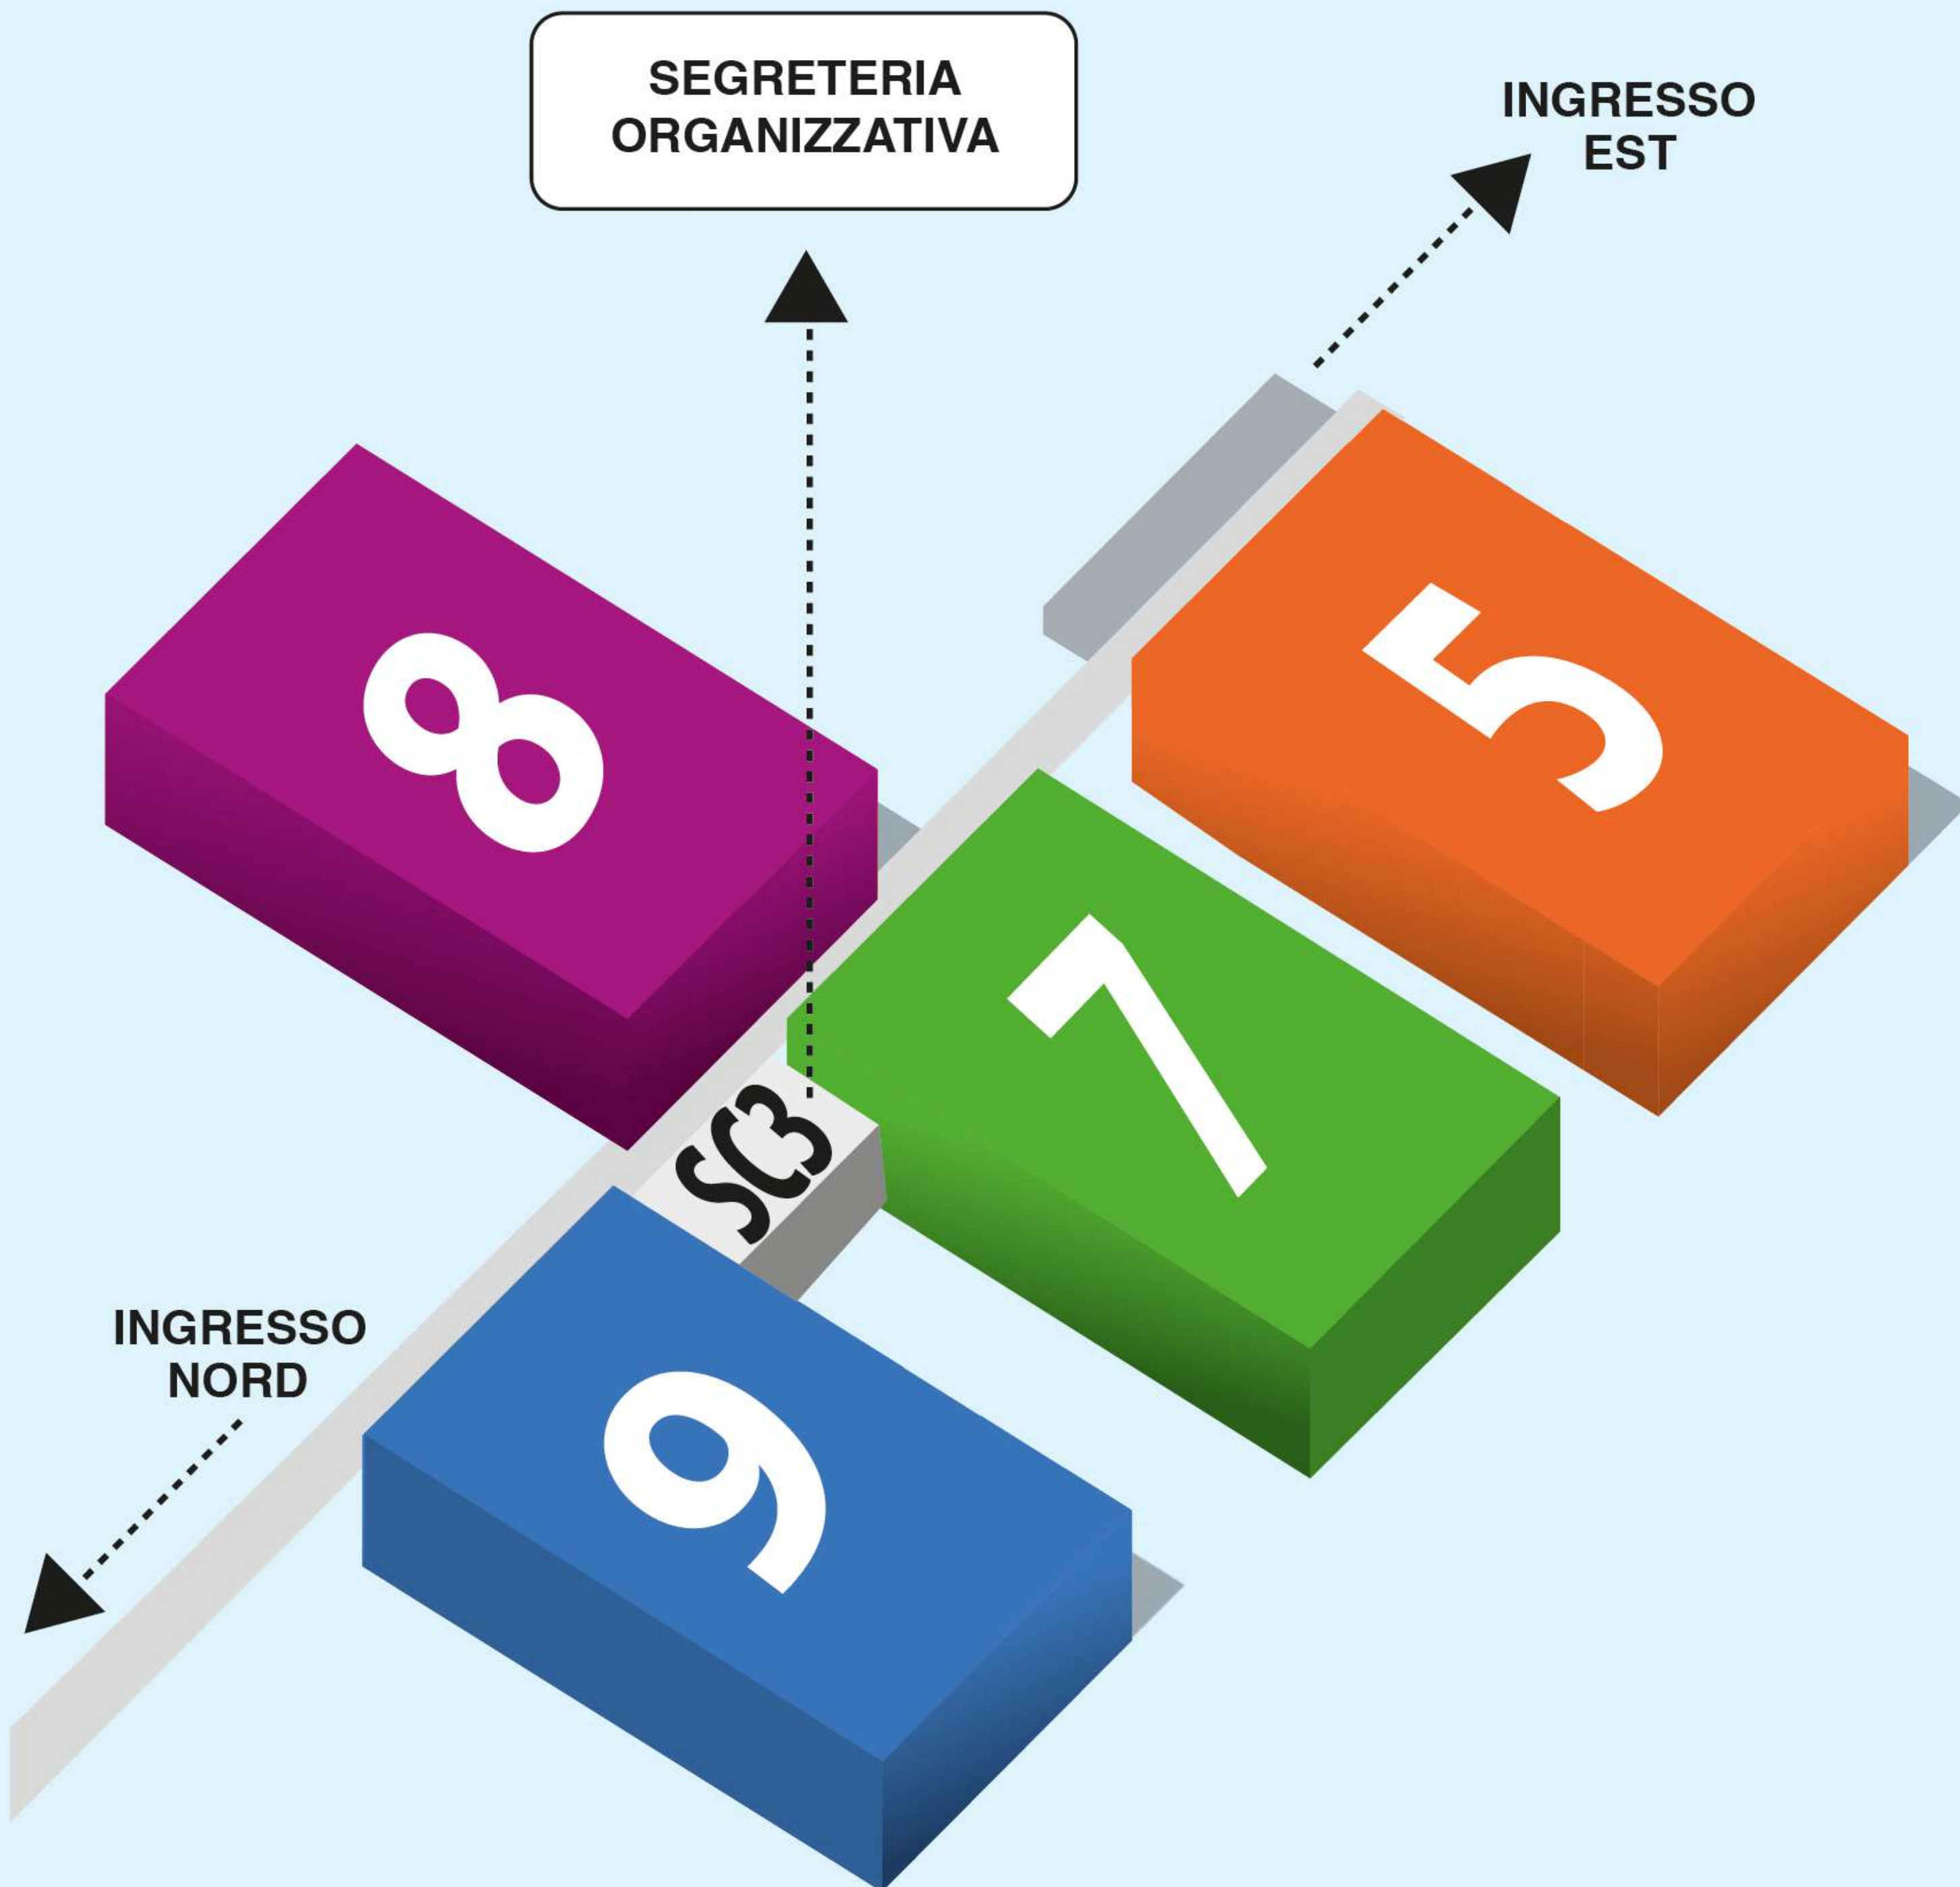 SEGRETERIA
ORGANIZZATIVA
INGRESSO
EST
8
5
7
SC3
9
INGRESSO
NORD